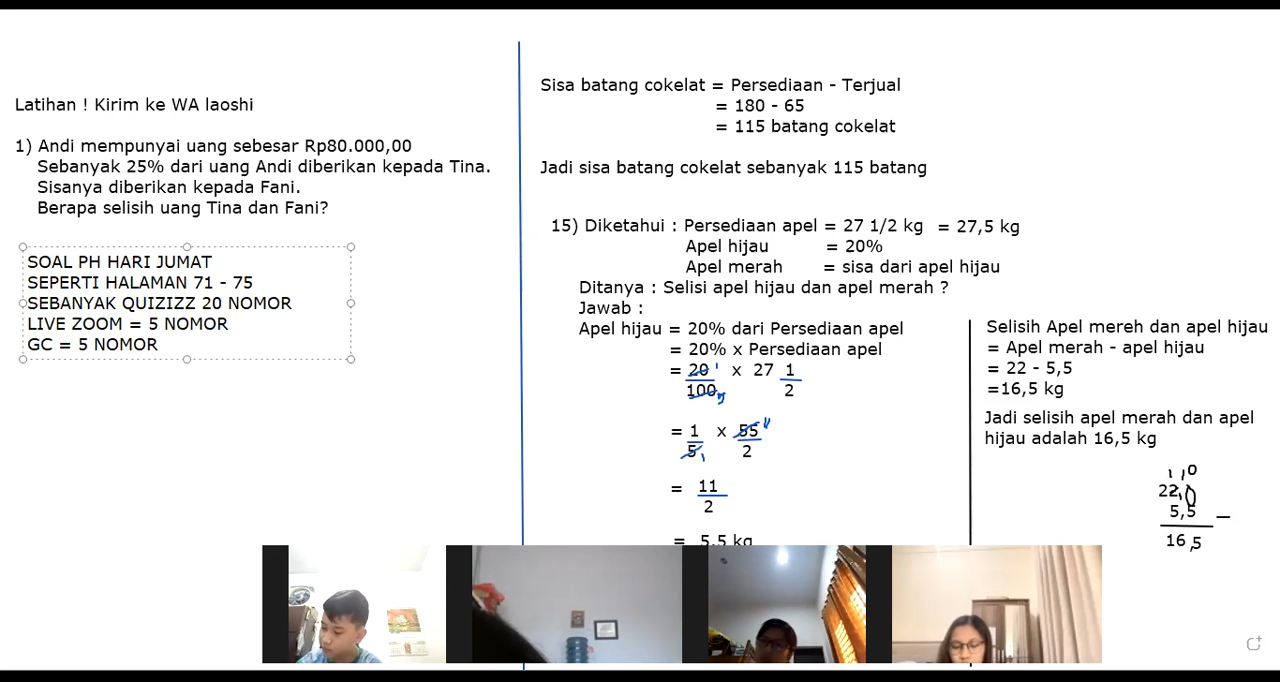 Latihan ! Kirim ke WA laoshi
1) Andi mempunyai uang sebesar Rp80.000,00
Sebanyak 25% dari uang Andi diberikan kepada Tina.
Sisanya diberikan kepada Fani.
Berapa selisih uang Tina dan Fani?
SOAL PH HARI JUMAT
SEPERTI HALAMAN 71 - 75
SEBANYAK QUIZIZZ 20 NOMOR
LIVE ZOOM = 5 NOMOR
GC = 5 NOMOR
Sisa batang cokelat = Persediaan - Terjual
= 180 - 65
= 115 batang cokelat
Jadi sisa batang cokelat sebanyak 115 batang
15) Diketahui : Persediaan apel = 27 1/2 kg = 27,5 kg
Apel hijau = 20%
Apel merah = sisa dari apel hijau
Ditanya : Selisi apel hijau dan apel merah ?
Jawab :
Apel hijau = 20% dari Persediaan apel
= 20% x Persediaan apel
= 20 1 x 27 1
100 5 2
= 1 x 55 11
5 1 2
= 11
2
= 5,5 kg
Selisih Apel mereh dan apel hijau
= Apel merah - apel hijau
= 22 - 5,5
=16,5 kg
Jadi selisih apel merah dan apel
hijau adalah 16,5 kg
1 10
22,0
5,5 –
16,5